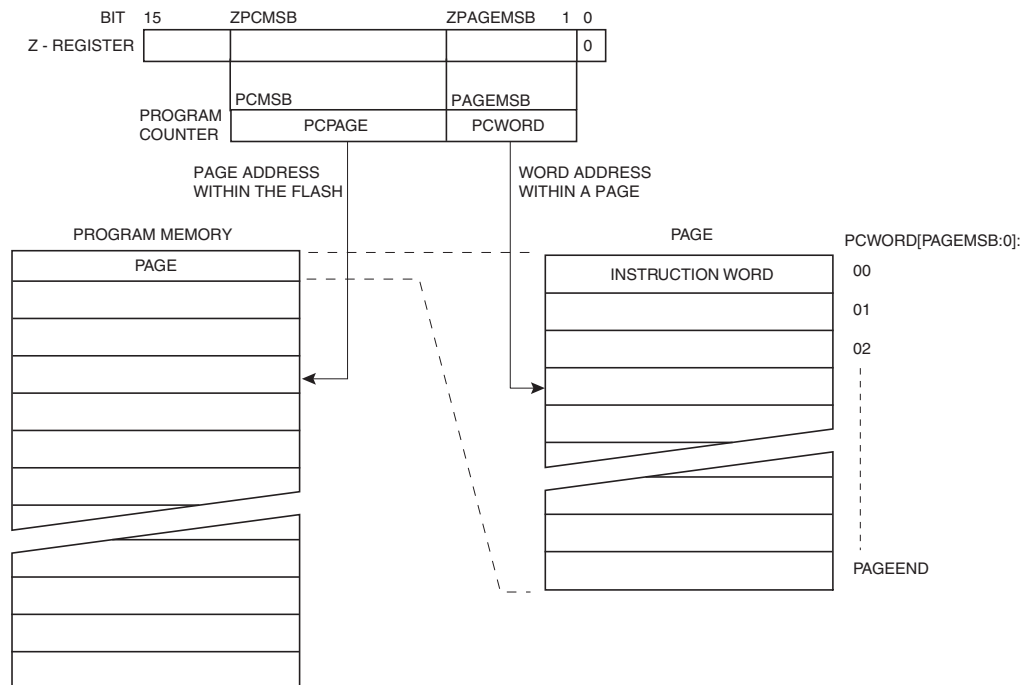 BIT 15 ZPCMSB ZPAGEMSB 1 0
Z - REGISTER 0
PCMSB PAGEMSB
PROGRAM
COUNTER
PCPAGE PCWORD
PAGE ADDRESS
WITHIN THE FLASH
WORD ADDRESS
WITHIN A PAGE
PROGRAM MEMORY
PAGE
PAGE
INSTRUCTION WORD
PCWORD[PAGEMSB:0]:
00
01
02
PAGEEND